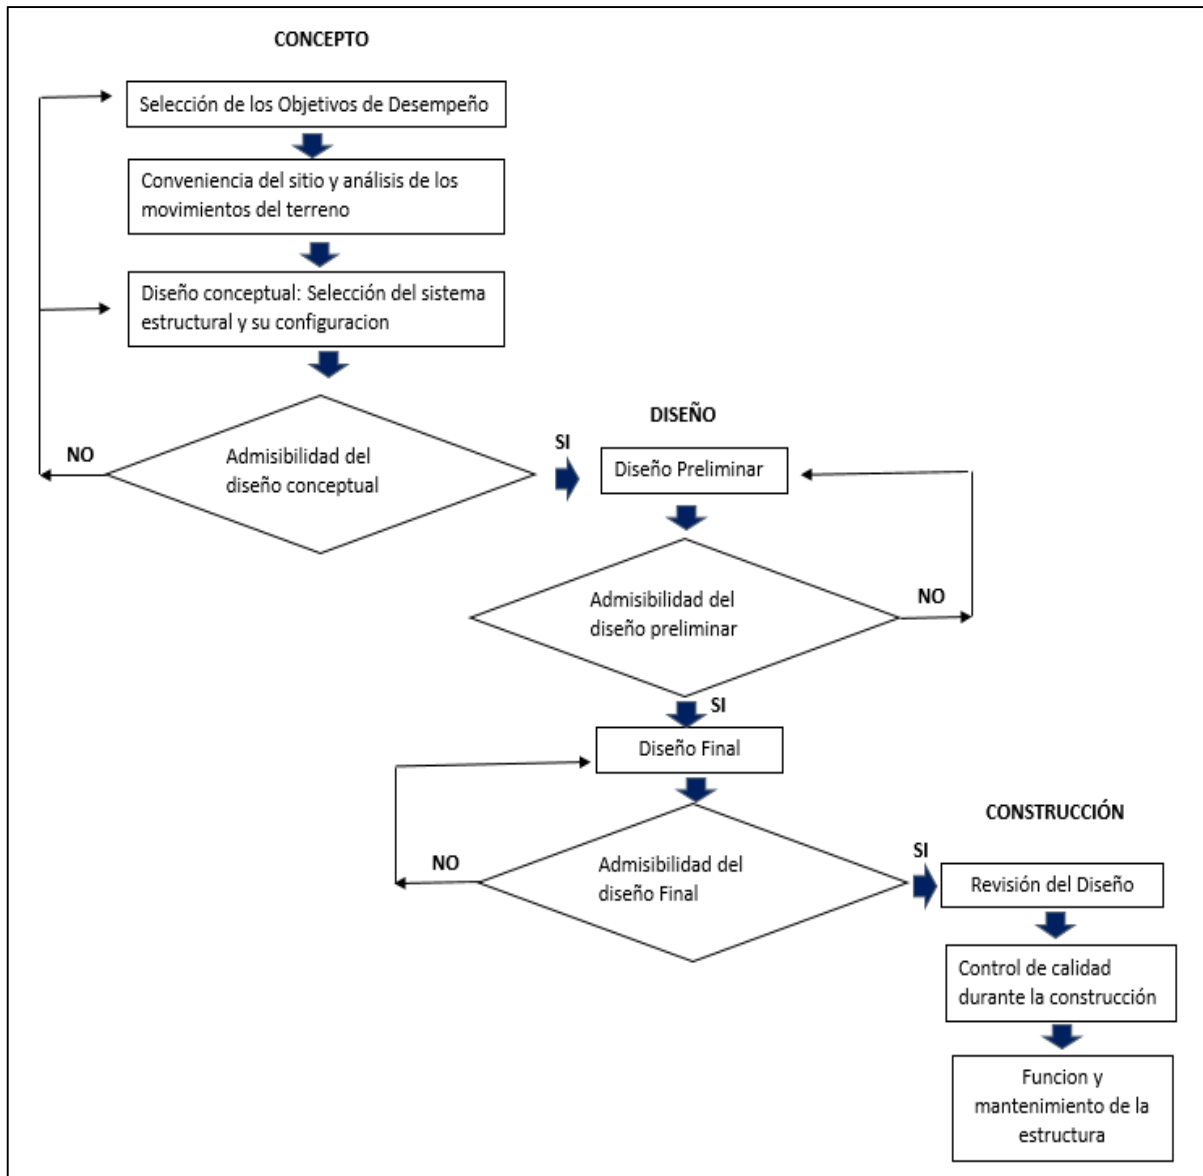 CONCEPTO
Selección de los Objetivos de Desempeño
Conveniencia del sitio y análisis de los
movimientos del terreno
Diseño conceptual: Selección del sistema
estructural y su configuracion
Admisibilidad del
diseño conceptual
NO
SI
DISEÑO
Diseño Preliminar
Admisibilidad del
diseño preliminar
NO
SI
Diseño Final
Admisibilidad del
diseño Final
NO
SI
CONSTRUCCIÓN
Revisión del Diseño
Control de calidad
durante la construcción
Funcion y
mantenimiento de la
estructura